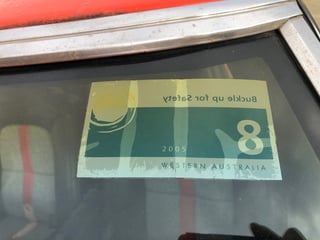 Buckle up for Safety
8
2005
WESTERN AUSTRALIA